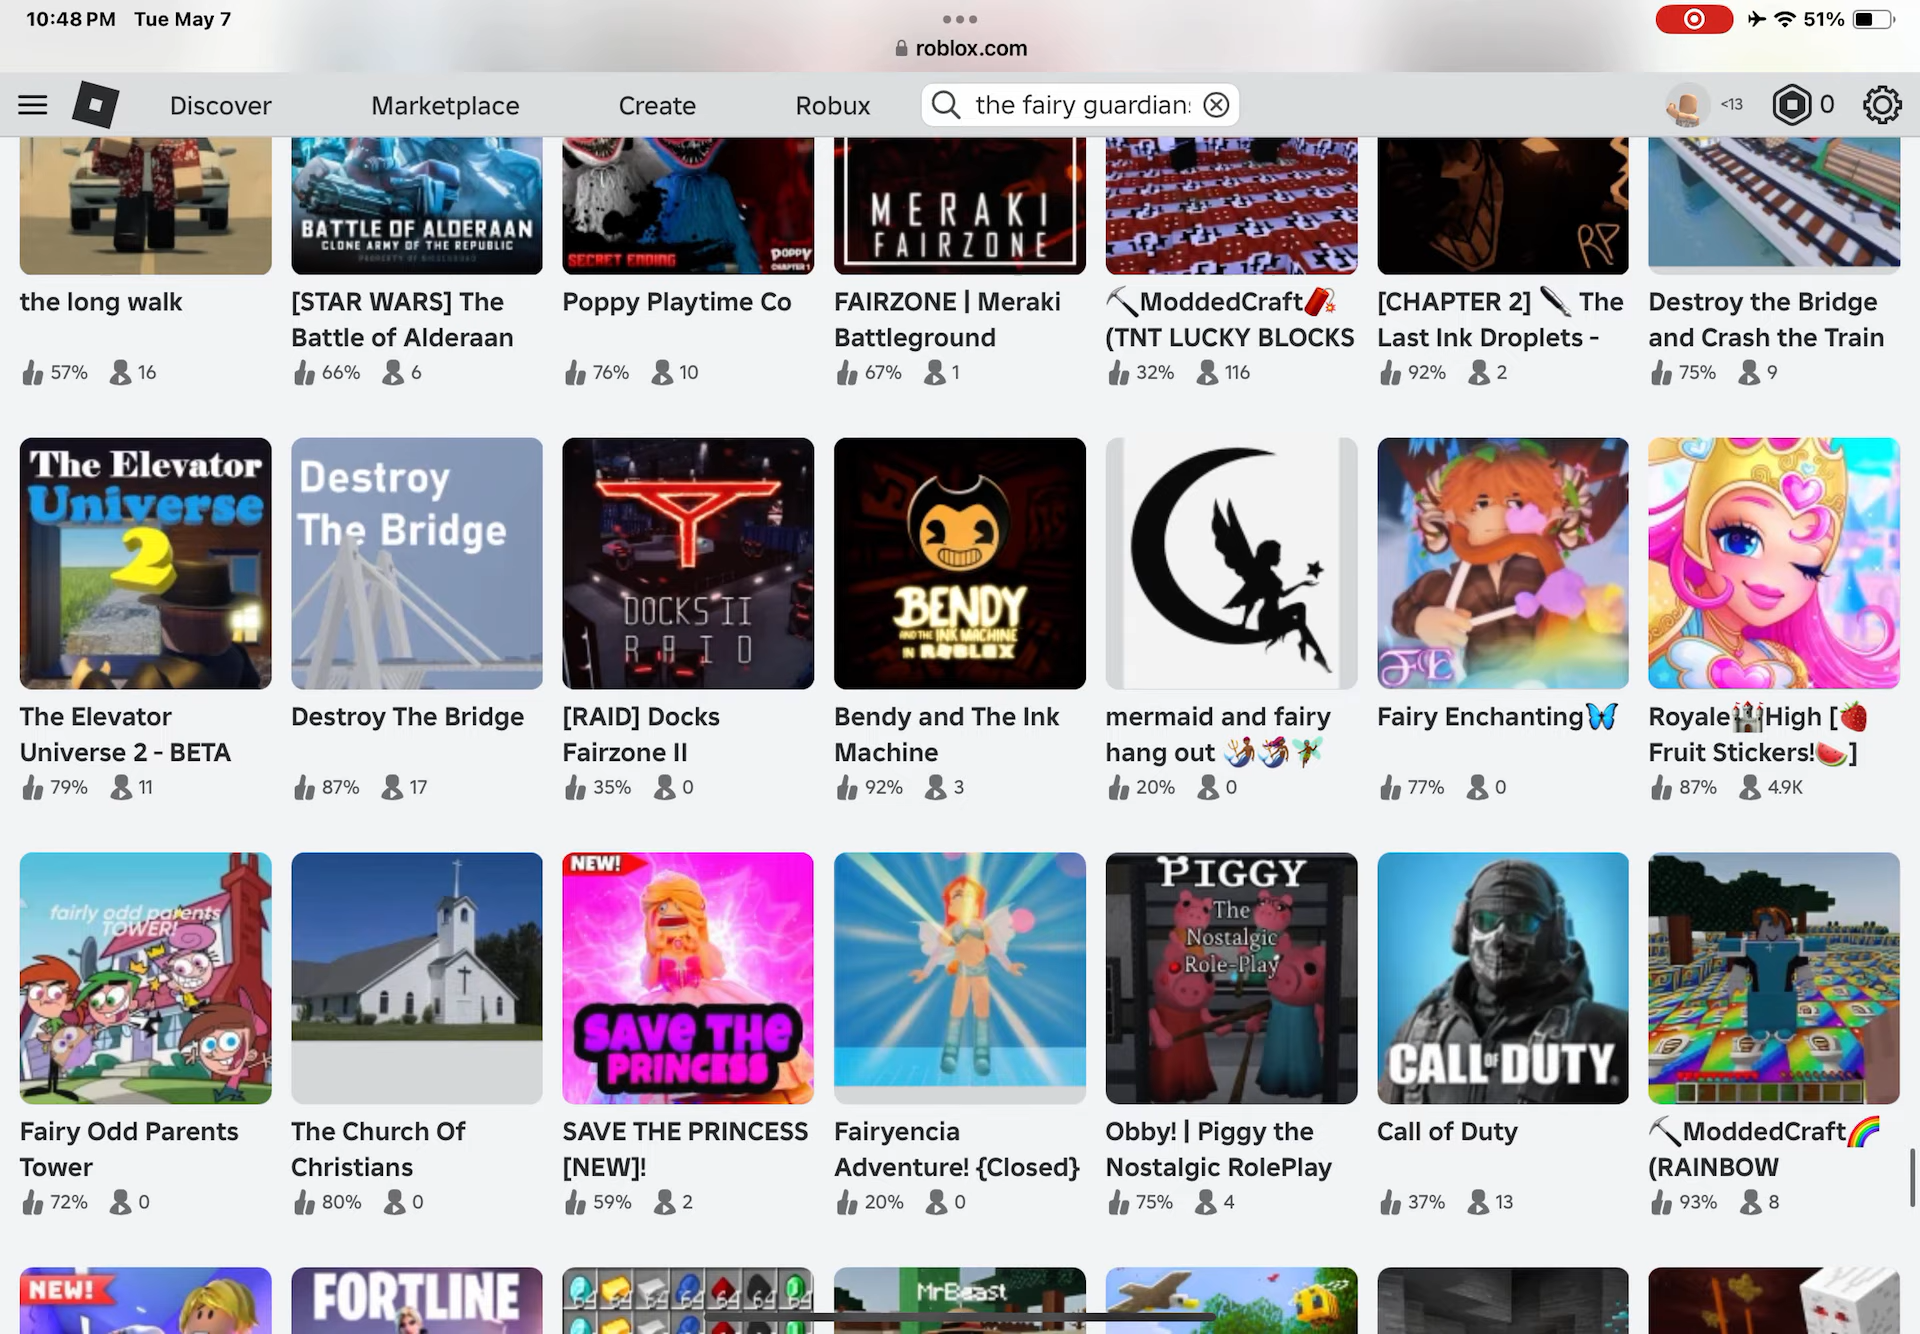 10:48 PM Tue May 7
51%
roblox.com
Discover
Marketplace
Create
Robux
the fairy guardian
<13
0
BATTLE OF ALDERAAN
CLONE ARMY OF THE REPUBLIC
SECRET ENDING
POPPY
CHAPTER 1
MERAKI
FAIRZONE
RP
the long walk
57% 16
[STAR WARS] The
Battle of Alderaan
66% 6
Poppy Playtime Co
76% 10
FAIRZONE | Meraki
Battleground
67% 1
⛏️ModdedCraft🧨
(TNT LUCKY BLOCKS
32% 116
[CHAPTER 2] 🔪 The
Last Ink Droplets -
92% 2
Destroy the Bridge
and Crash the Train
75% 9
The Elevator
Universe
2
Destroy
The Bridge
DOCKS II
RAID
BENDY
AND THE INK MACHINE
IN ROBLOX
FE
The Elevator
Universe 2 - BETA
79% 11
Destroy The Bridge
87% 17
[RAID] Docks
Fairzone II
35% 0
Bendy and The Ink
Machine
92% 3
mermaid and fairy
hang out 🧜🏽‍♂️🧜🏽‍♀️🧚🏽
20% 0
Fairy Enchanting🦋
77% 0
Royale🏰High [🍓
Fruit Stickers!🍉]
87% 4.9K
fairly odd parents
TOWER!
NEW!
SAVE THE
PRINCESS
PIGGY
The
Nostalgic
Role-Play
CALL OF DUTY
Fairy Odd Parents
Tower
72% 0
The Church Of
Christians
80% 0
SAVE THE PRINCESS
[NEW]!
59% 2
Fairyencia
Adventure! {Closed}
20% 0
Obby! | Piggy the
Nostalgic RolePlay
75% 4
Call of Duty
37% 13
⛏️ModdedCraft🌈
(RAINBOW
93% 8
NEW!
FORTLINE
64 64 64 64 64 64 64
MrBeast